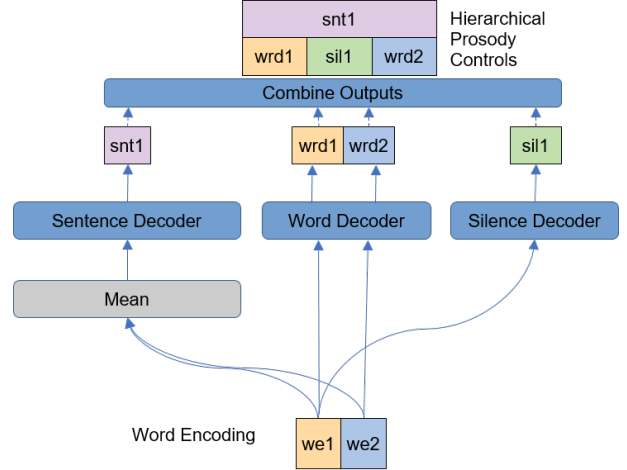 snt1
Hierarchical
Prosody
Controls
wrd1 sil1 wrd2
Combine Outputs
snt1 wrd1 wrd2 sil1
Sentence Decoder Word Decoder Silence Decoder
Mean
Word Encoding we1 we2